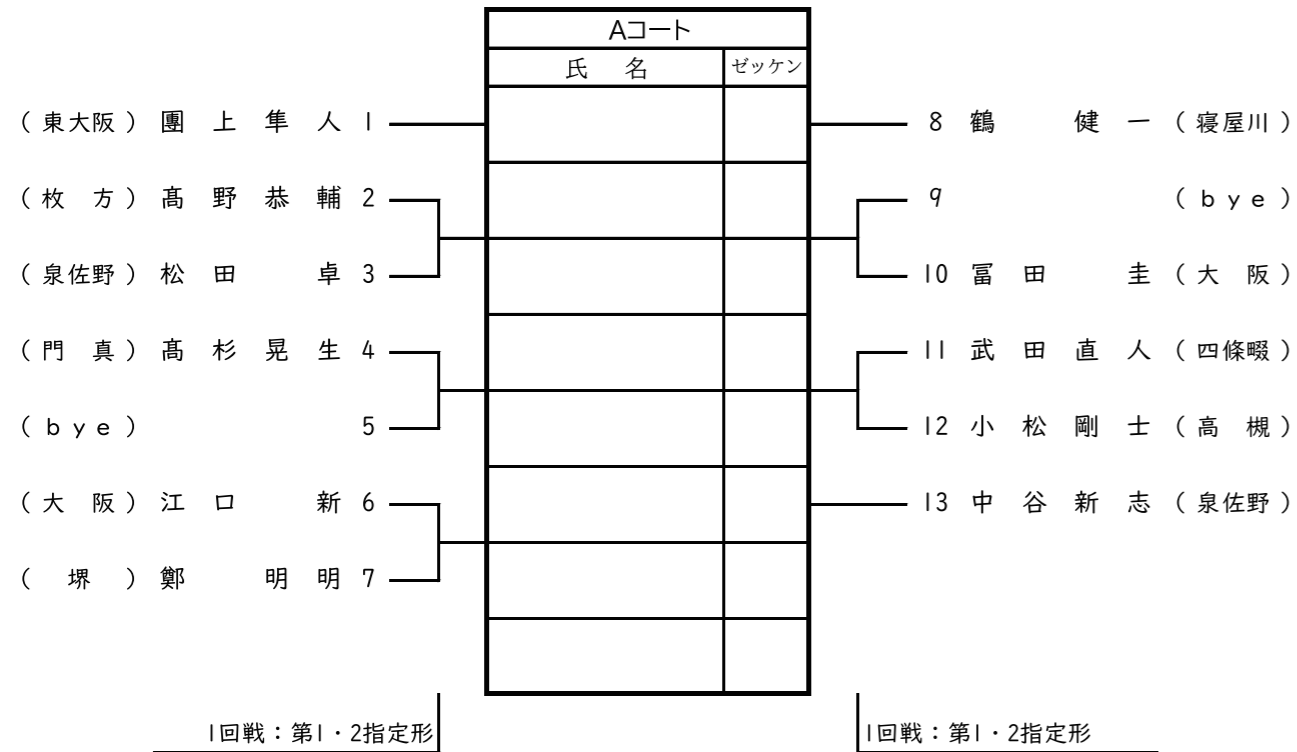 Aコート
氏 名 ゼッケン
(東大阪) 團上隼人 1
(枚方) 髙野恭輔 2
(泉佐野) 松田 卓 3
(門真) 髙杉晃生 4
(bye) 5
(大阪) 江口 新 6
(堺) 鄭 明明 7
1回戦：第1・2指定形
8 鶴 健一 (寝屋川)
9 (bye)
10 冨田 圭 (大阪)
11 武田直人 (四條畷)
12 小松剛士 (高槻)
13 中谷新志 (泉佐野)
1回戦：第1・2指定形